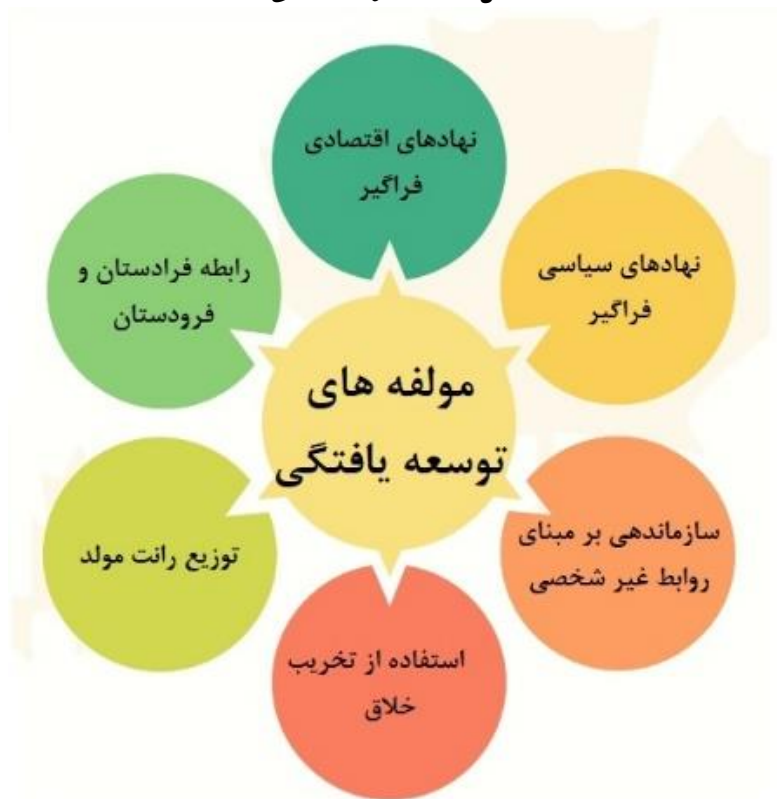 مولفه های
توسعه یافتگی
نهادهای اقتصادی
فراگیر
نهادهای سیاسی
فراگیر
سازماندهی بر مبنای
روابط غیر شخصی
استفاده از تخریب
خلاق
توزیع رانت مولد
رابطه فرادستان و
فرودستان